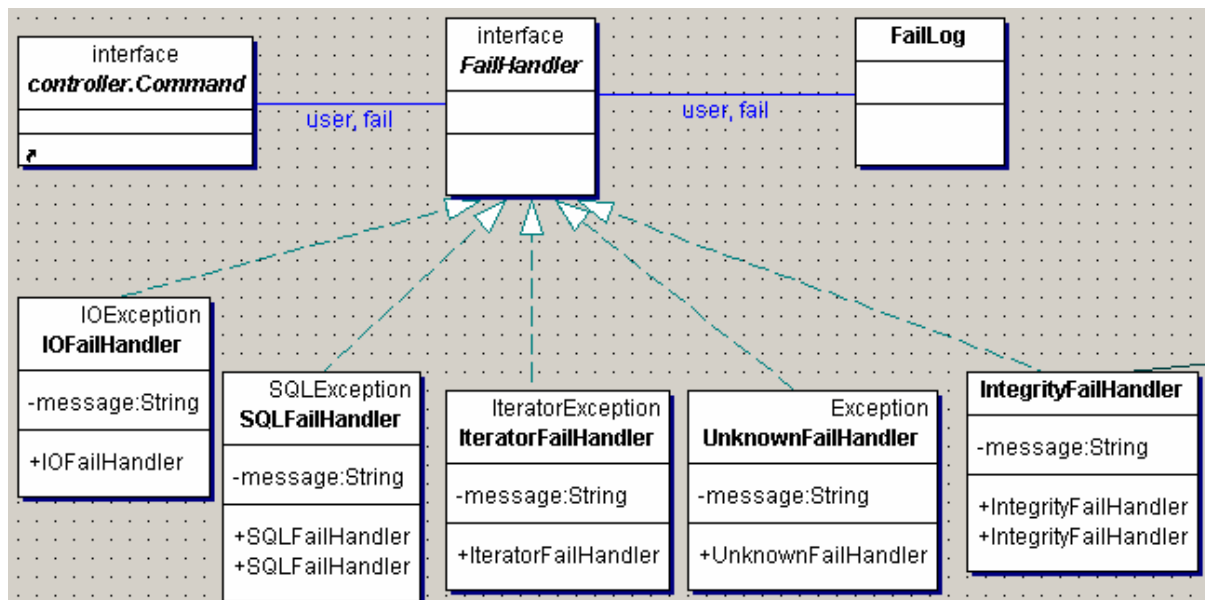 interface
controller.Command
user, fail
interface
FailHandler
user, fail
FailLog
IOException
IOFailHandler
-message:String
+IOFailHandler
SQLException
SQLFailHandler
-message:String
+SQLFailHandler
+SQLFailHandler
IteratorException
IteratorFailHandler
-message:String
+IteratorFailHandler
Exception
UnknownFailHandler
-message:String
+UnknownFailHandler
IntegrityFailHandler
-message:String
+IntegrityFailHandler
+IntegrityFailHandler